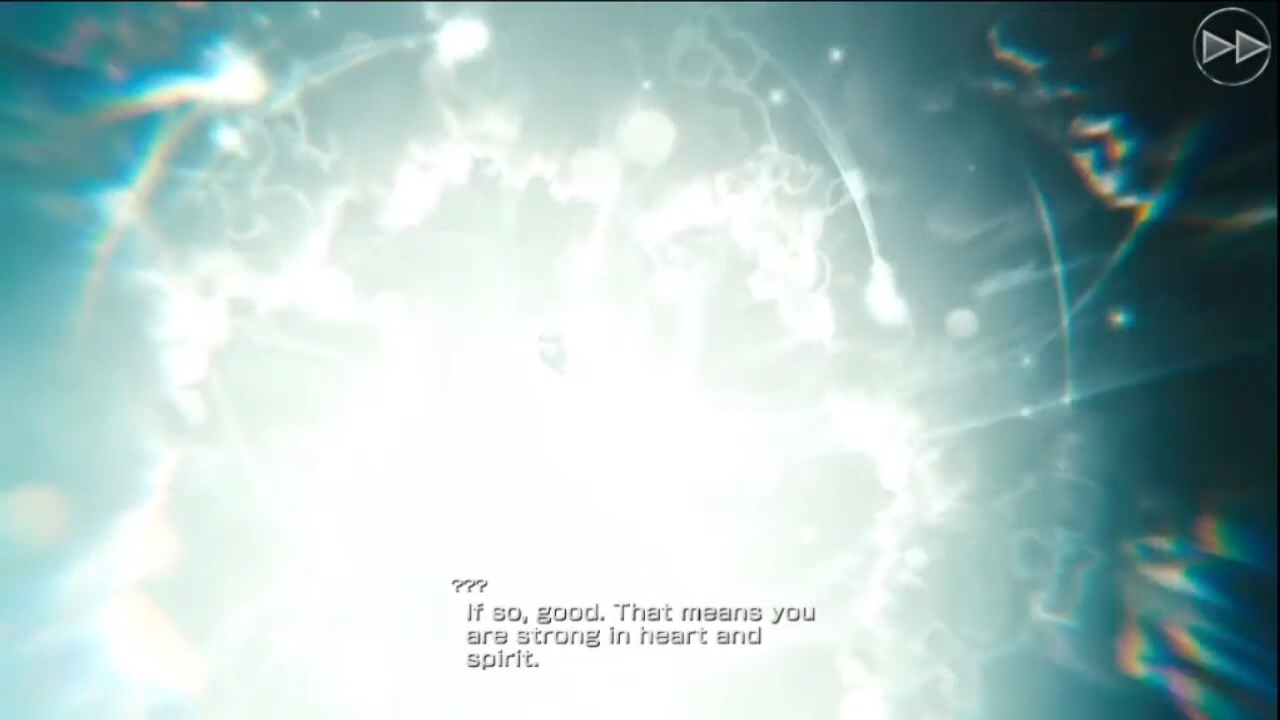 ???
If so, good. That means you
are strong in heart and
spirit.